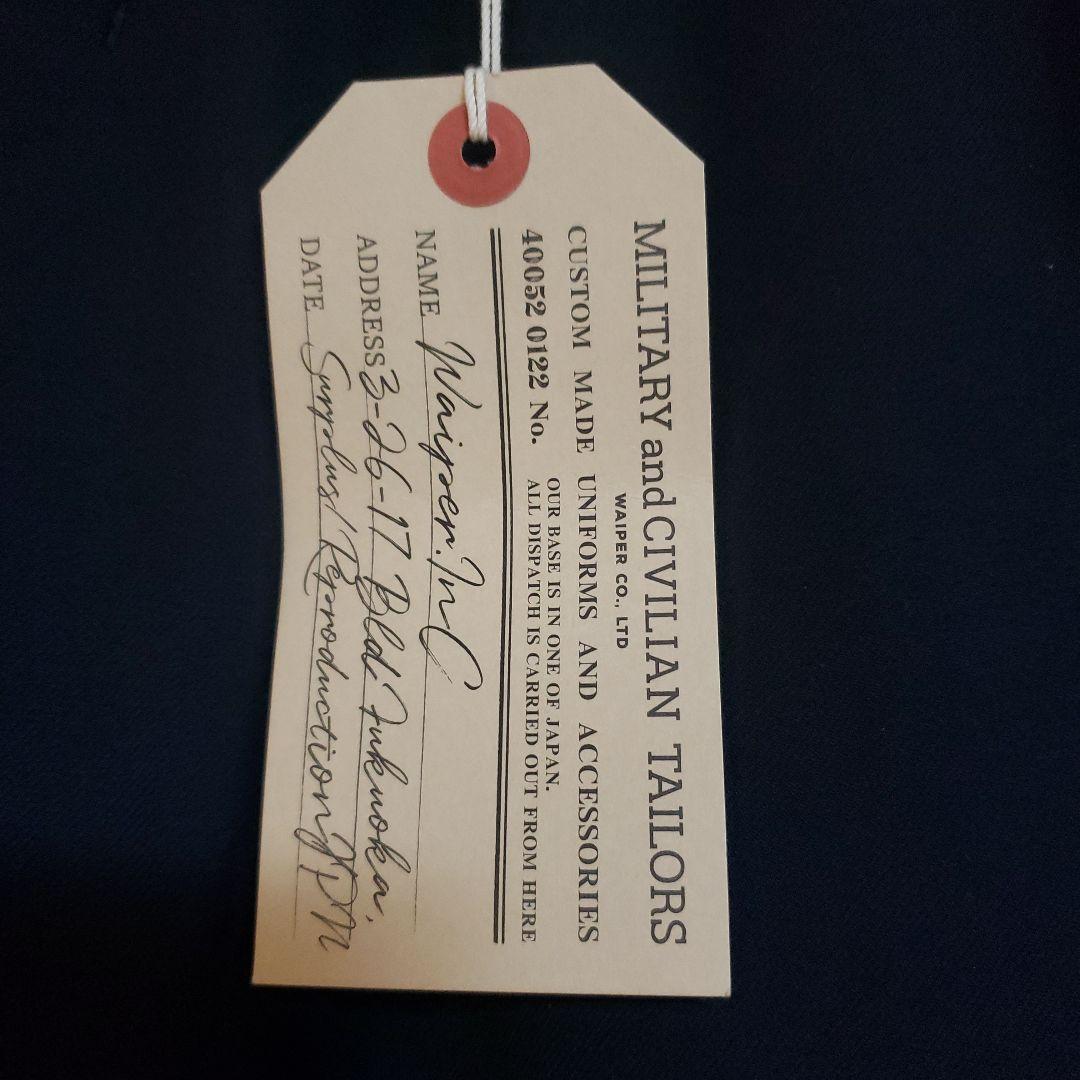 MILITARY and CIVILIAN TAILORS
WAIPER CO., LTD
CUSTOM MADE UNIFORMS AND ACCESSORIES
40052 0122 No.
OUR BASE IS IN ONE OF JAPAN.
ALL DISPATCH IS CARRIED OUT FROM HERE
NAME Waiper.Inc
ADDRESS 3-26-17 Bld. Fukuoka,
DATE Surplus/Reproduction